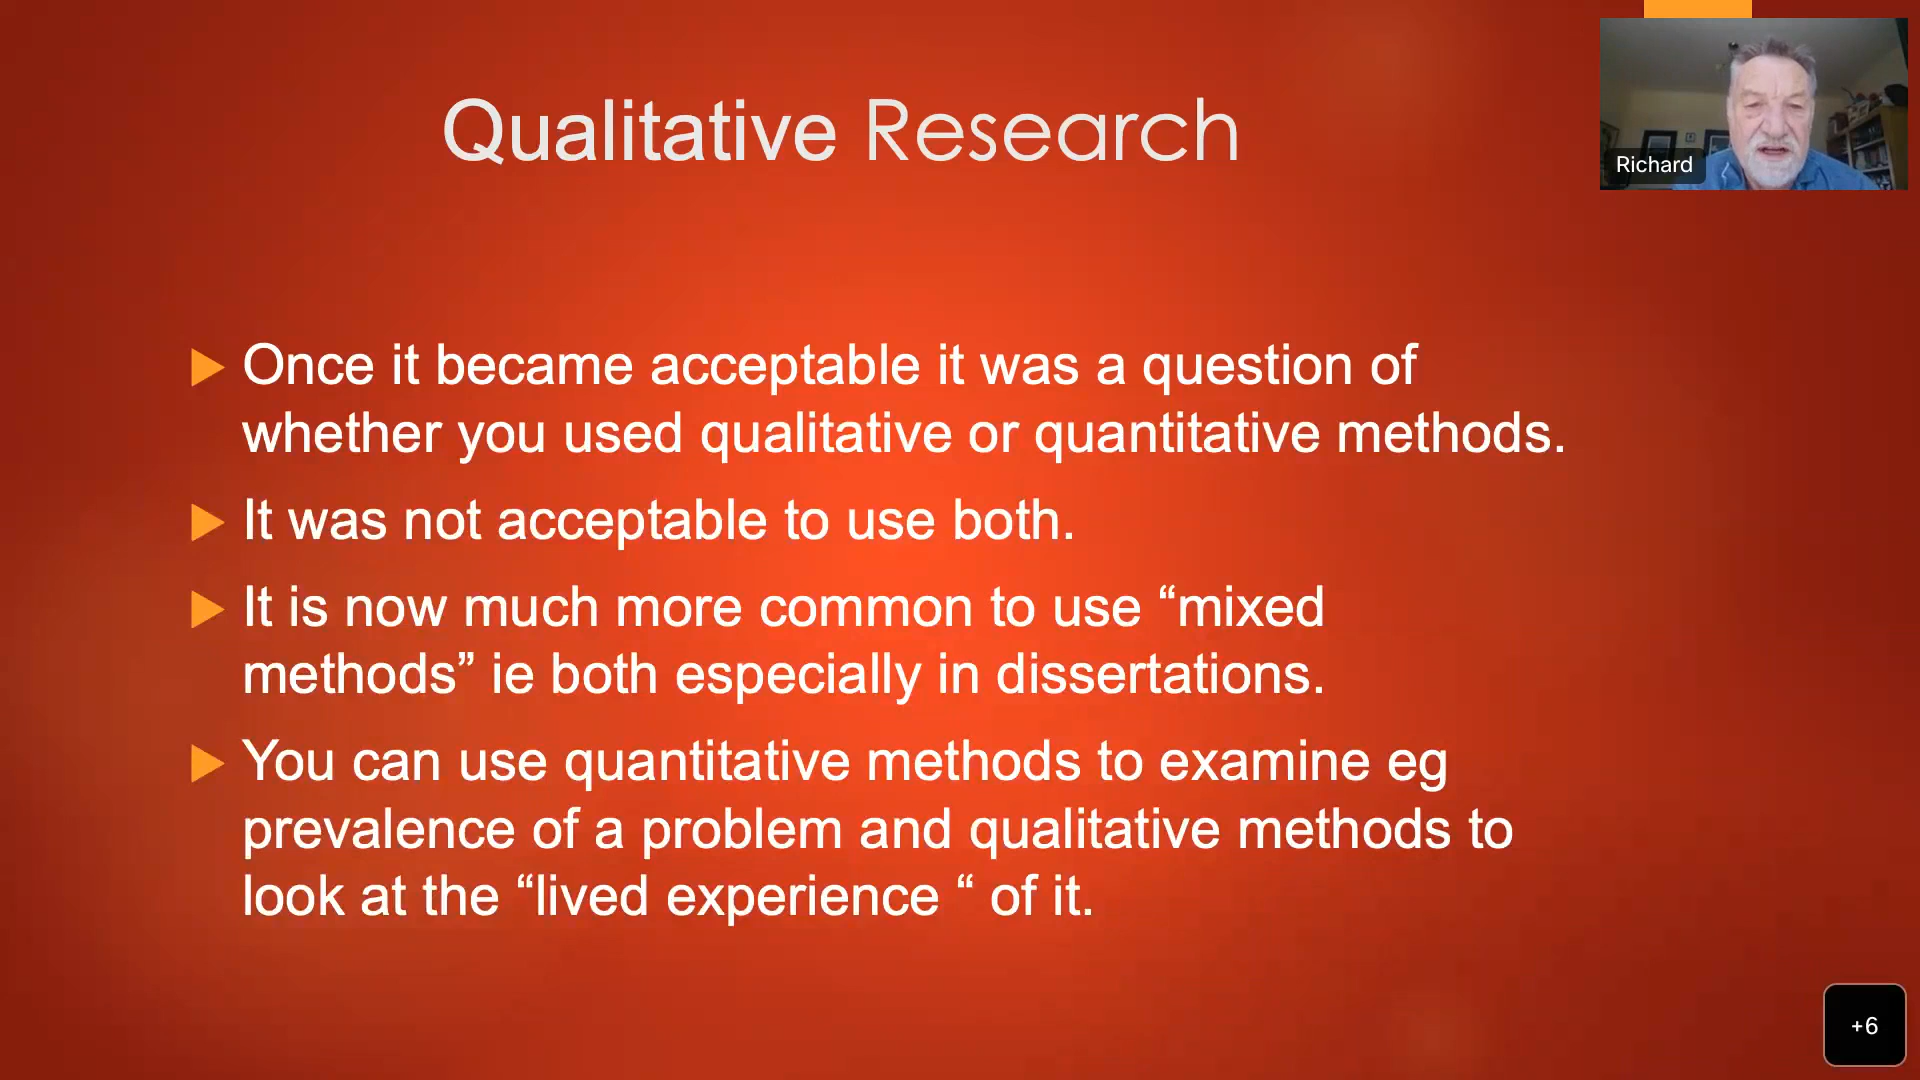 Qualitative Research
Richard
Once it became acceptable it was a question of
whether you used qualitative or quantitative methods.
It was not acceptable to use both.
It is now much more common to use “mixed
methods” ie both especially in dissertations.
You can use quantitative methods to examine eg
prevalence of a problem and qualitative methods to
look at the “lived experience “ of it.
+6